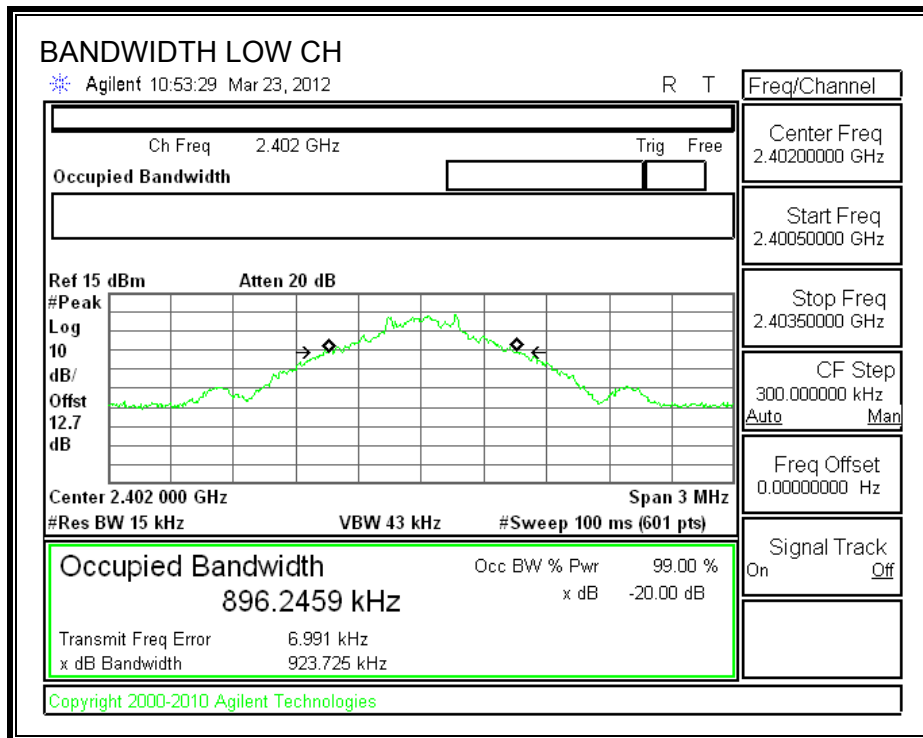 BANDWIDTH LOW CH
Agilent 10:53:29 Mar 23, 2012 R T
Ch Freq 2.402 GHz Trig Free
Occupied Bandwidth
Ref 15 dBm Atten 20 dB
#Peak
Log
10
dB/
Offst
12.7
dB
Center 2.402 000 GHz Span 3 MHz
#Res BW 15 kHz VBW 43 kHz #Sweep 100 ms (601 pts)
Occupied Bandwidth Occ BW % Pwr 99.00 %
896.2459 kHz x dB -20.00 dB
Transmit Freq Error 6.991 kHz
x dB Bandwidth 923.725 kHz
Copyright 2000-2010 Agilent Technologies
Freq/Channel
Center Freq
2.40200000 GHz
Start Freq
2.40050000 GHz
Stop Freq
2.40350000 GHz
CF Step
300.000000 kHz
Auto Man
Freq Offset
0.00000000 Hz
Signal Track
On Off